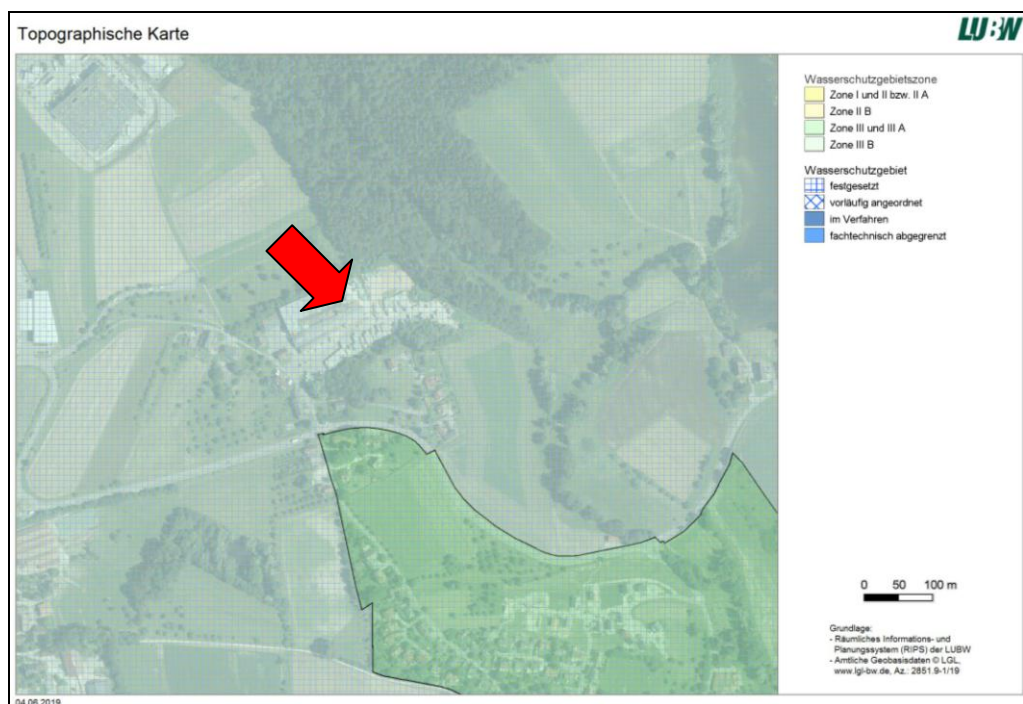 Topographische Karte
LUBW
Wasserschutzgebietszone
Zone I und II bzw. II A
Zone II B
Zone III und III A
Zone III B
Wasserschutzgebiet
festgesetzt
vorläufig angeordnet
im Verfahren
fachtechnisch abgegrenzt
0 50 100 m
Grundlage:
- Räumliches Informations- und
Planungssystem (RIPS) der LUBW
- Amtliche Geobasisdaten © LGL,
www.lgl-bw.de, Az.: 2851.9-1/19
04.06.2019